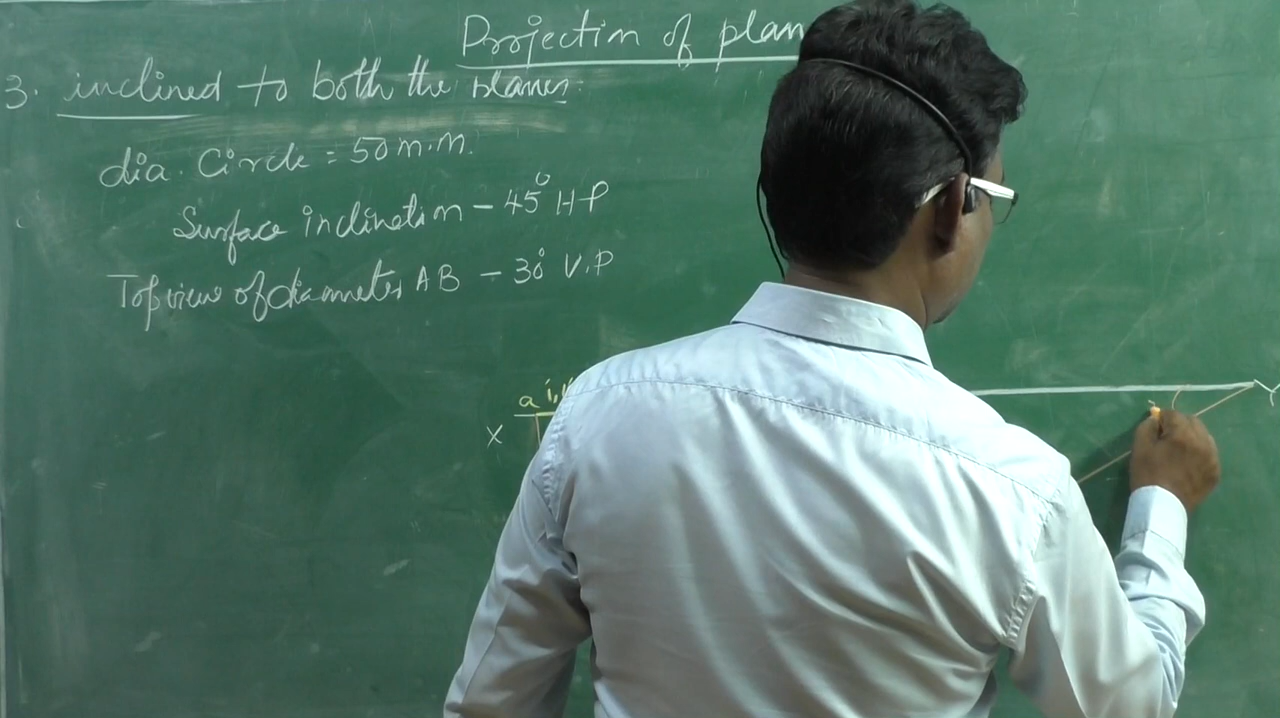 Projection of plan
3. inclined to both the planes:
dia. Circle = 50 m.m.
Surface inclination - 45° HP
Top view of diameter AB - 30° V.P
a
X
Y